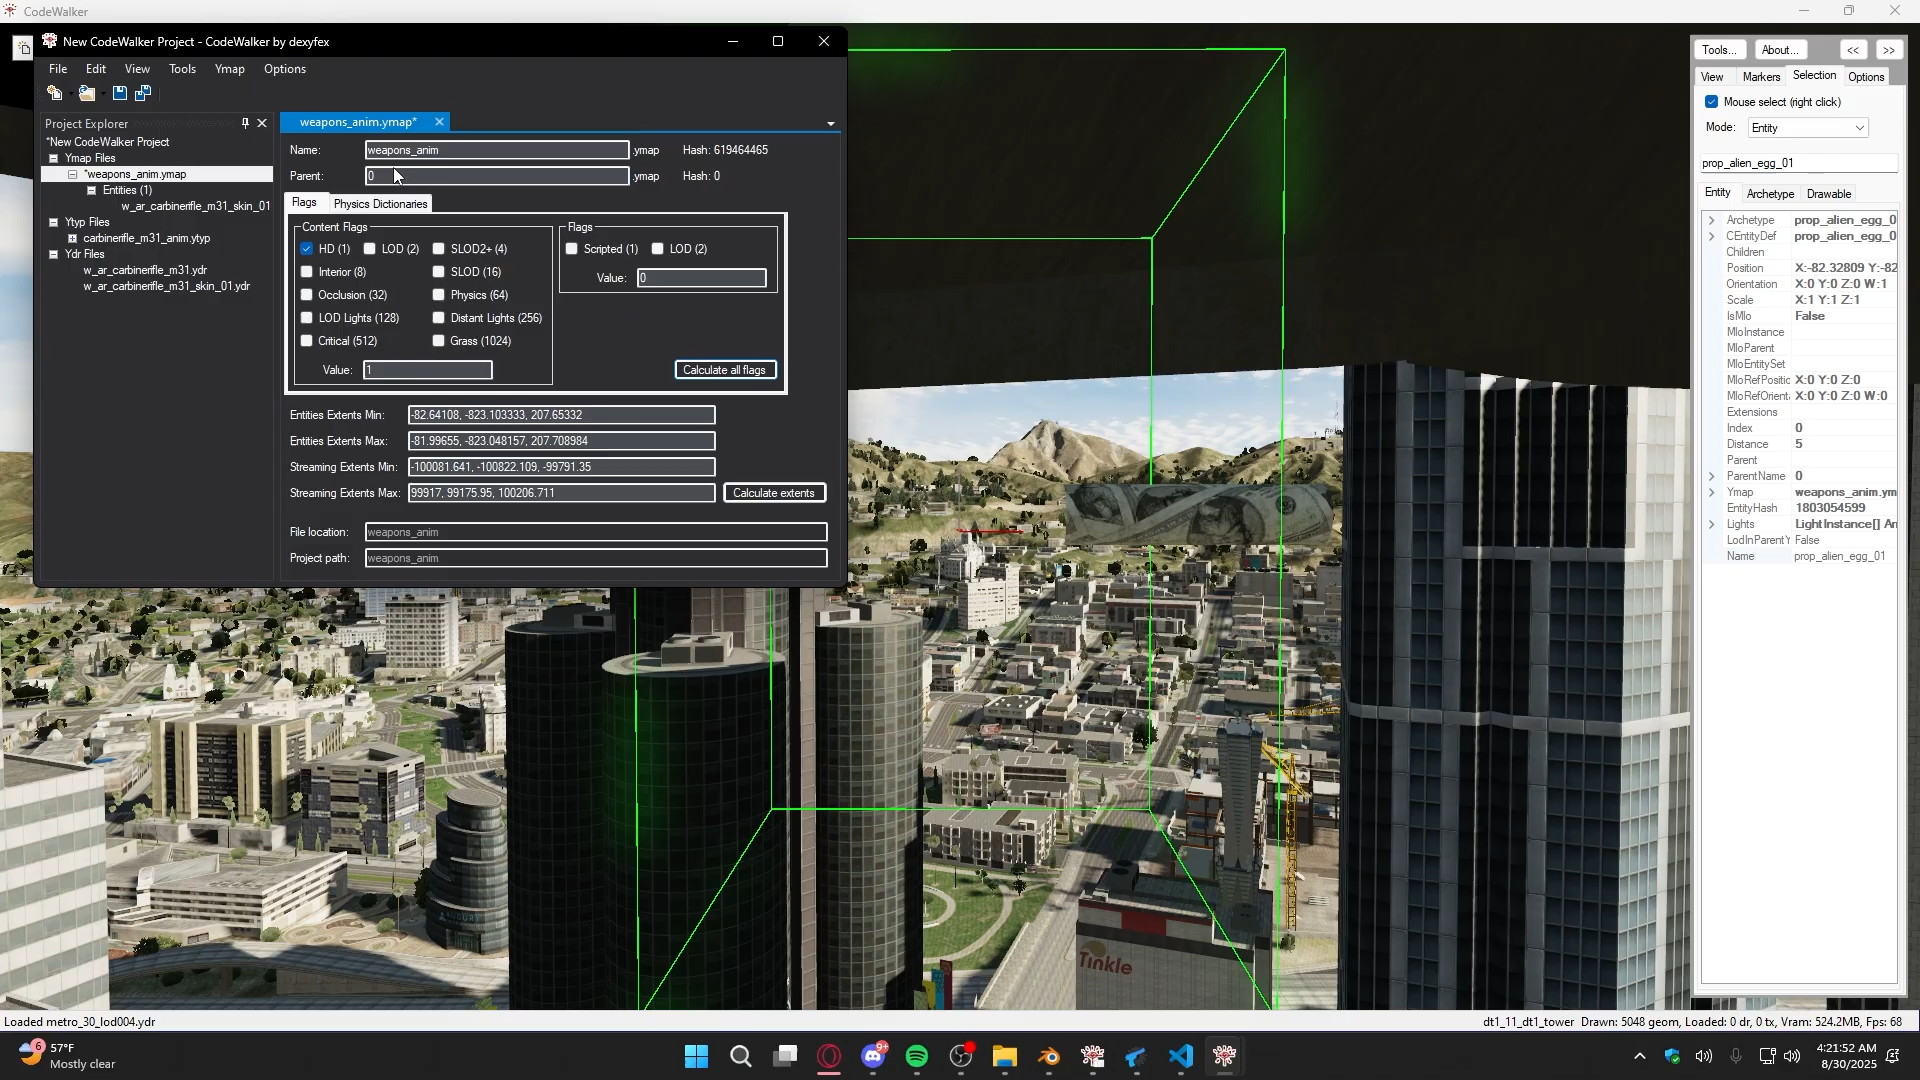 CodeWalker
New CodeWalker Project - CodeWalker by dexyfex
File Edit View Tools Ymap Options
Project Explorer
*New CodeWalker Project
Ymap Files
*weapons_anim.ymap
Entities (1)
w_ar_carbinerifle_m31_skin_01
Ytyp Files
carbinerifle_m31_anim.ytyp
Ydr Files
w_ar_carbinerifle_m31.ydr
w_ar_carbinerifle_m31_skin_01.ydr
weapons_anim.ymap*
Name: weapons_anim .ymap Hash: 619464465
Parent: 0 .ymap Hash: 0
Flags Physics Dictionaries
Content Flags
HD (1) LOD (2) SLOD2+ (4)
Interior (8) SLOD (16)
Occlusion (32) Physics (64)
LOD Lights (128) Distant Lights (256)
Critical (512) Grass (1024)
Value: 1
Flags
Scripted (1) LOD (2)
Value: 0
Calculate all flags
Entities Extents Min: -82.64108, -823.103333, 207.65332
Entities Extents Max: -81.99655, -823.048157, 207.708984
Streaming Extents Min: -100081.641, -100822.109, -99791.35
Streaming Extents Max: 99917, 99175.95, 100206.711 Calculate extents
File location: weapons_anim
Project path: weapons_anim
Tools... About... << >>
View Markers Selection Options
Mouse select (right click)
Mode: Entity
prop_alien_egg_01
Entity Archetype Drawable
Archetype prop_alien_egg_0
CEntityDef prop_alien_egg_0
Children
Position X:-82.32809 Y:-82
Orientation X:0 Y:0 Z:0 W:1
Scale X:1 Y:1 Z:1
IsMlo False
MloInstance
MloParent
MloEntitySet
MloRefPositic X:0 Y:0 Z:0
MloRefOrient X:0 Y:0 Z:0 W:0
Extensions
Index 0
Distance 5
Parent
ParentName 0
Ymap weapons_anim.ym
EntityHash 1803054599
Lights LightInstance[] An
LodInParentY False
Name prop_alien_egg_01
Tinkle
Loaded metro_30_lod004.ydr
dt1_11_dt1_tower Drawn: 5048 geom, Loaded: 0 dr, 0 tx, Vram: 524.2MB, Fps: 68
6
57°F
Mostly clear
9+
4:21:52 AM
8/30/2025